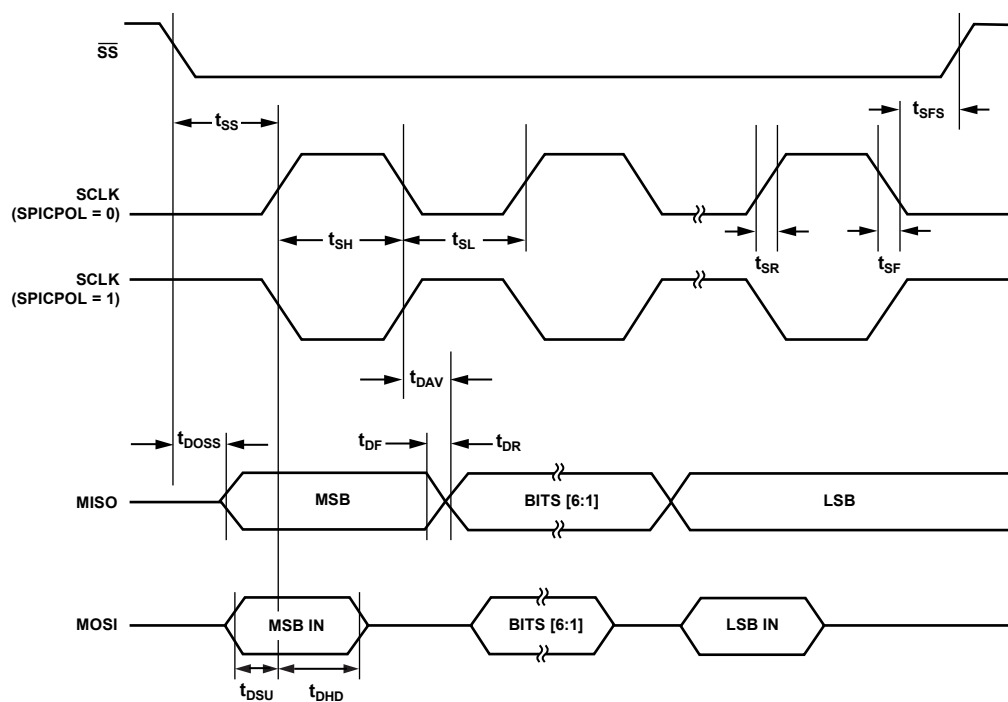 SS
tSS
tSFS
SCLK
(SPICPOL = 0)
tSH
tSL
tSR
tSF
SCLK
(SPICPOL = 1)
tDAV
tDOSS
tDF
tDR
MISO
MSB
BITS [6:1]
LSB
MOSI
MSB IN
BITS [6:1]
LSB IN
tDSU
tDHD